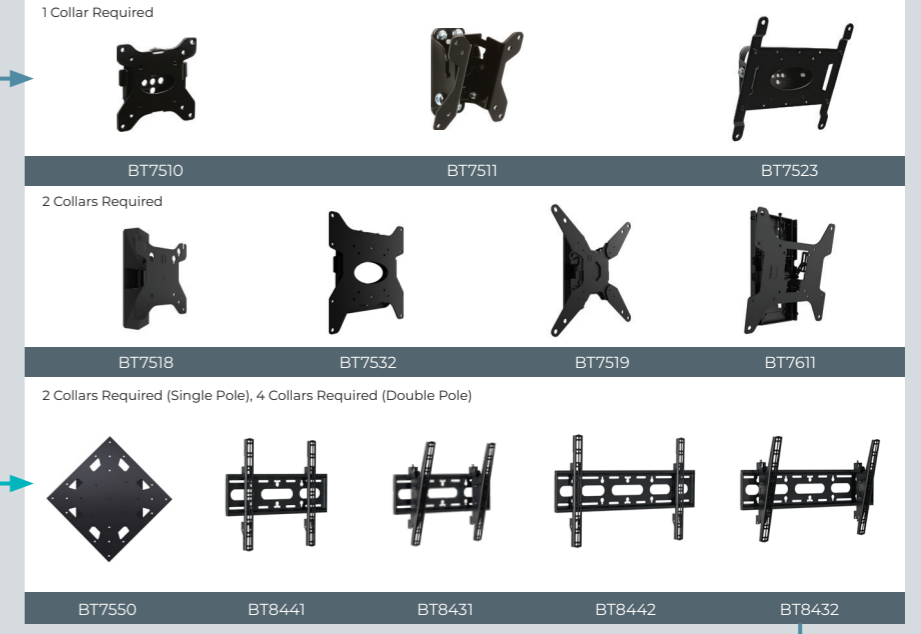 1 Collar Required
BT7510 BT7511 BT7523
2 Collars Required
BT7518 BT7532 BT7519 BT7611
2 Collars Required (Single Pole), 4 Collars Required (Double Pole)
BT7550 BT8441 BT8431 BT8442 BT8432